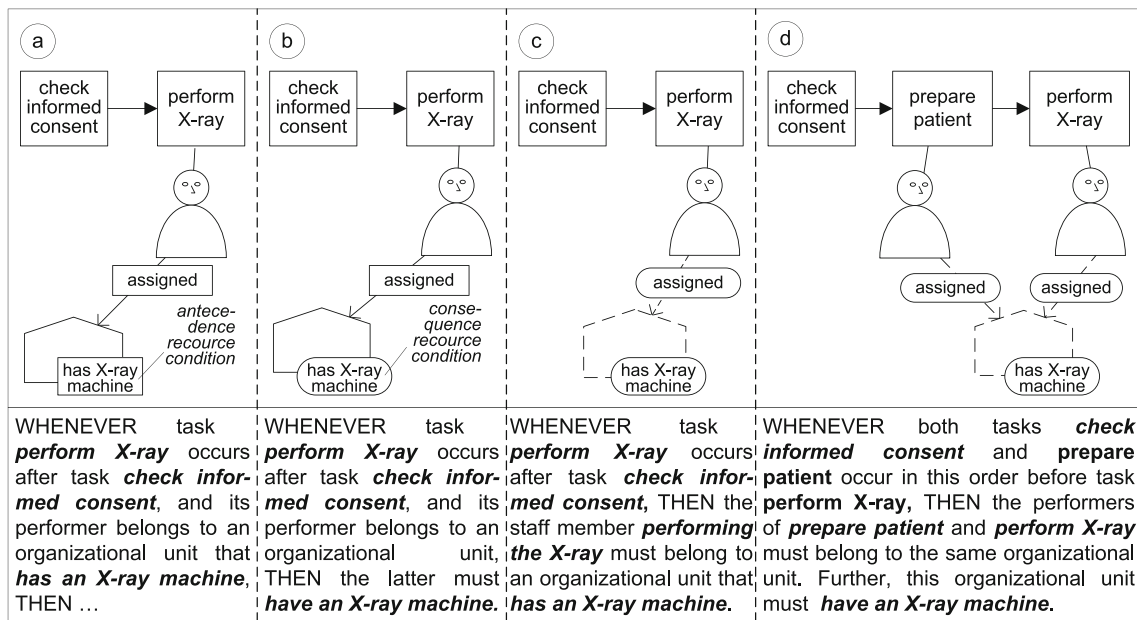 a
check
informed
consent
perform
X-ray
assigned
antece-
dence
recource
condition
has X-ray
machine
WHENEVER task
perform X-ray occurs
after task check infor-
med consent, and its
performer belongs to an
organizational unit that
has an X-ray machine,
THEN ...
b
check
informed
consent
perform
X-ray
assigned
conse-
quence
recource
condition
has X-ray
machine
WHENEVER task
perform X-ray occurs
after task check infor-
med consent, and its
performer belongs to an
organizational unit,
THEN the latter must
have an X-ray machine.
c
check
informed
consent
perform
X-ray
assigned
has X-ray
machine
WHENEVER task
perform X-ray occurs
after task check infor-
med consent, THEN the
staff member performing
the X-ray must belong to
an organizational unit that
has an X-ray machine.
d
check
informed
consent
prepare
patient
perform
X-ray
assigned
assigned
has X-ray
machine
WHENEVER both tasks check
informed consent and prepare
patient occur in this order before task
perform X-ray, THEN the performers
of prepare patient and perform X-ray
must belong to the same organizational
unit. Further, this organizational unit
must have an X-ray machine.